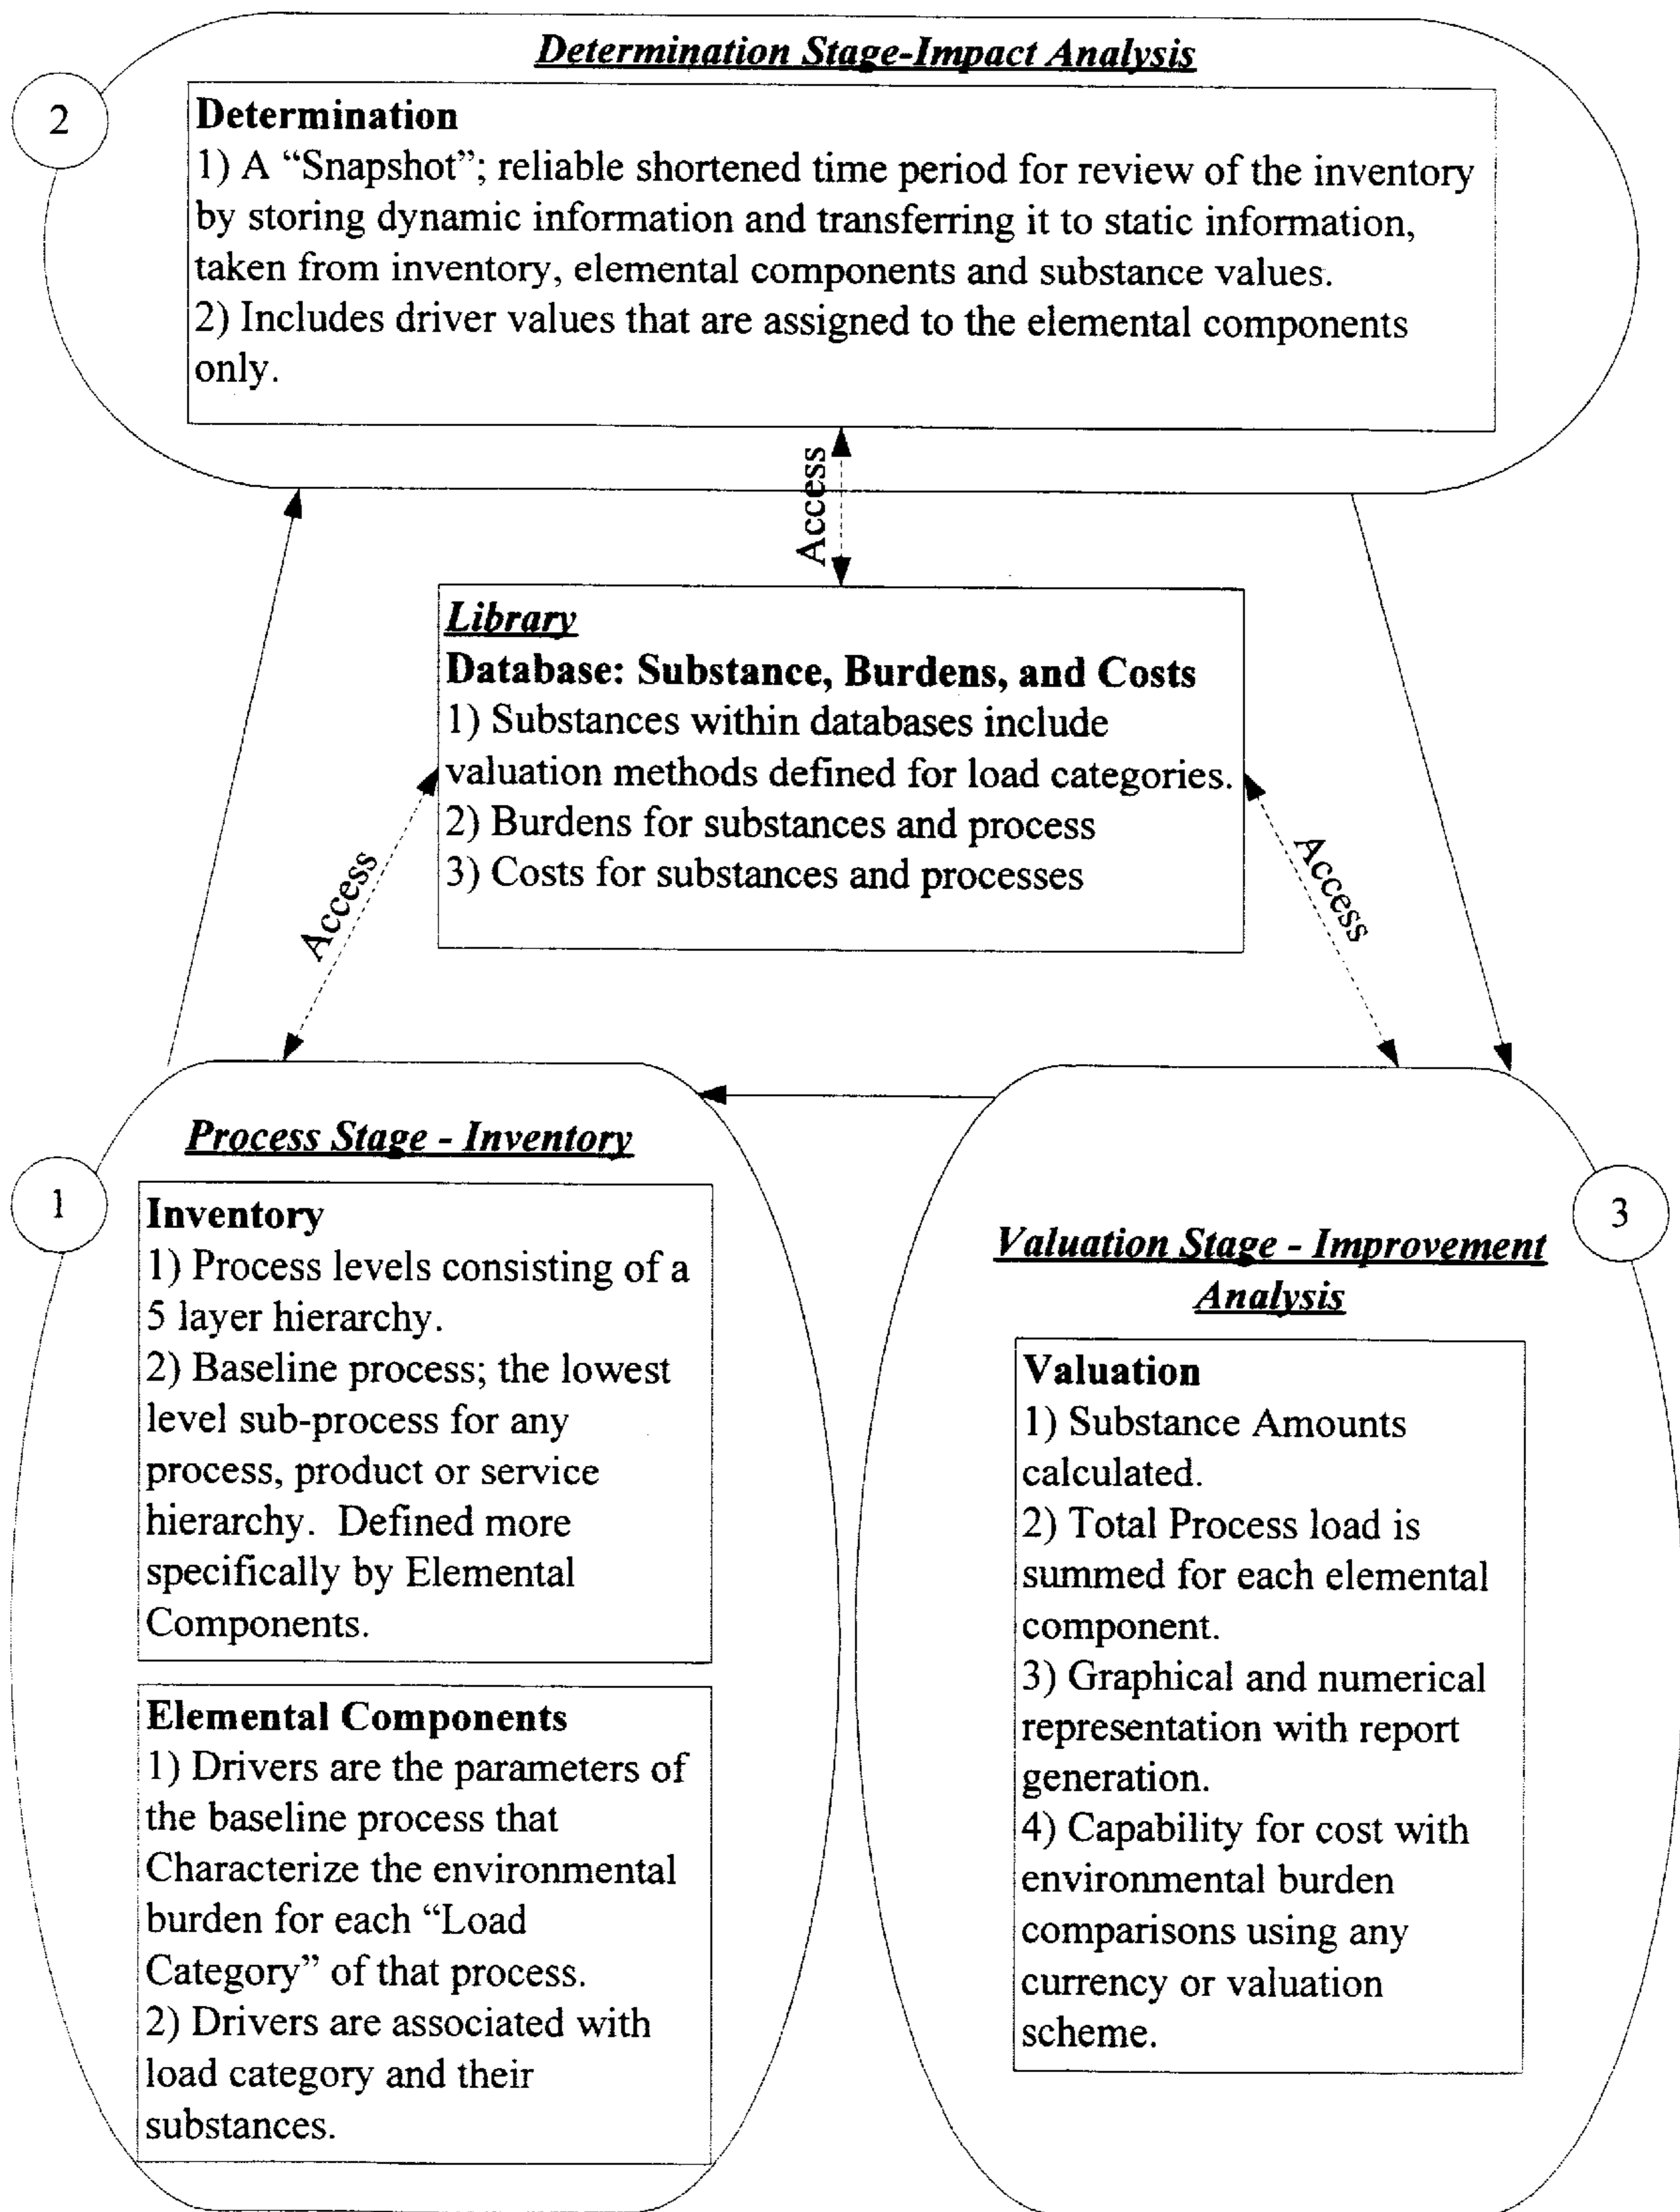 Determination Stage-Impact Analysis
2
Determination
1) A “Snapshot”; reliable shortened time period for review of the inventory
by storing dynamic information and transferring it to static information,
taken from inventory, elemental components and substance values.
2) Includes driver values that are assigned to the elemental components
only.
Access
Library
Database: Substance, Burdens, and Costs
1) Substances within databases include
valuation methods defined for load categories.
2) Burdens for substances and process
3) Costs for substances and processes
Access
Access
Process Stage - Inventory
1
Inventory
1) Process levels consisting of a
5 layer hierarchy.
2) Baseline process; the lowest
level sub-process for any
process, product or service
hierarchy. Defined more
specifically by Elemental
Components.
Elemental Components
1) Drivers are the parameters of
the baseline process that
Characterize the environmental
burden for each “Load
Category” of that process.
2) Drivers are associated with
load category and their
substances.
3
Valuation Stage - Improvement
Analysis
Valuation
1) Substance Amounts
calculated.
2) Total Process load is
summed for each elemental
component.
3) Graphical and numerical
representation with report
generation.
4) Capability for cost with
environmental burden
comparisons using any
currency or valuation
scheme.